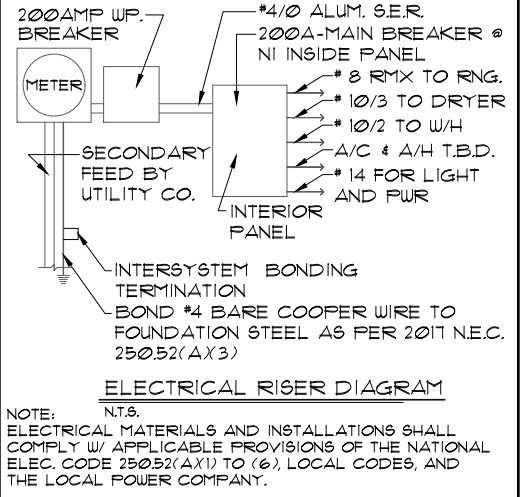 200AMP WP.
BREAKER
#4/0 ALUM. S.E.R.
200A-MAIN BREAKER @
N1 INSIDE PANEL
METER
# 8 RMX TO RNG.
# 10/3 TO DRYER
# 10/2 TO W/H
A/C & A/H T.B.D.
# 14 FOR LIGHT
AND PWR
SECONDARY
FEED BY
UTILITY CO.
INTERIOR
PANEL
INTERSYSTEM BONDING
TERMINATION
BOND #4 BARE COOPER WIRE TO
FOUNDATION STEEL AS PER 2017 N.E.C.
250.52(A)(3)
ELECTRICAL RISER DIAGRAM
N.T.S.
NOTE:
ELECTRICAL MATERIALS AND INSTALLATIONS SHALL
COMPLY W/ APPLICABLE PROVISIONS OF THE NATIONAL
ELEC. CODE 250.52(A)(1) TO (6), LOCAL CODES, AND
THE LOCAL POWER COMPANY.